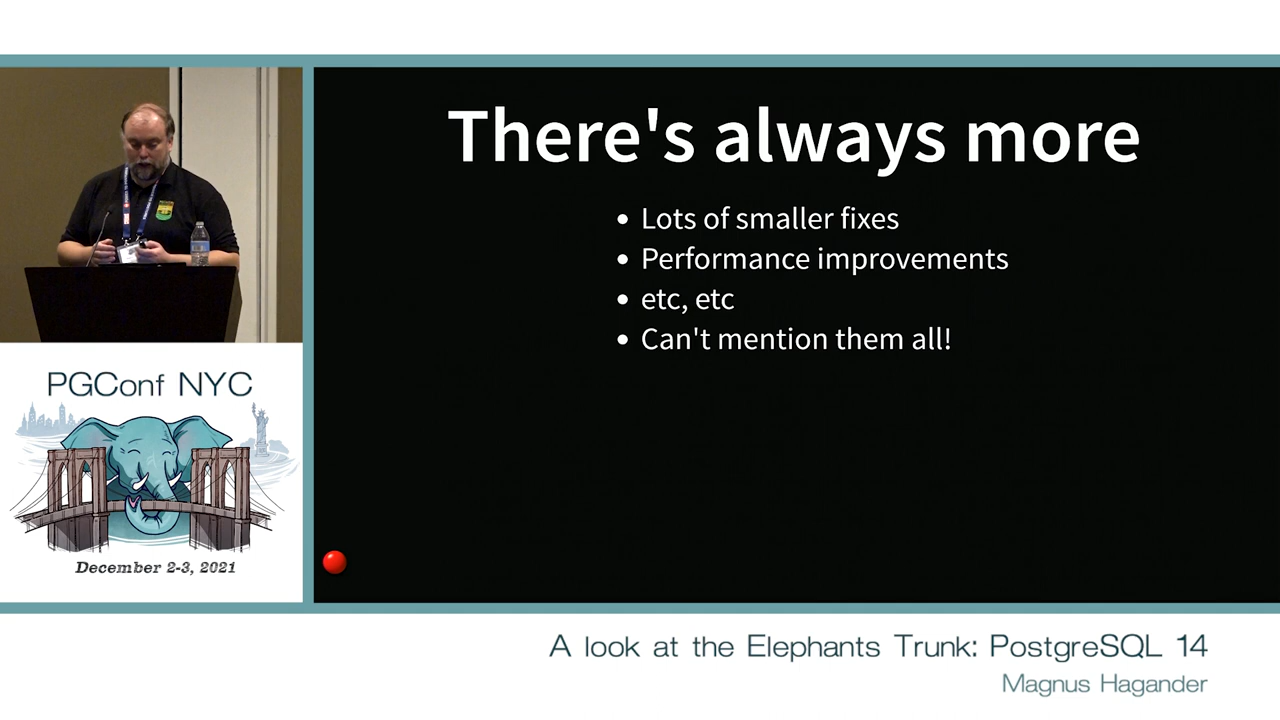 There's always more
Lots of smaller fixes
Performance improvements
etc, etc
Can't mention them all!
PGConf NYC
December 2-3, 2021
A look at the Elephants Trunk: PostgreSQL 14
Magnus Hagander